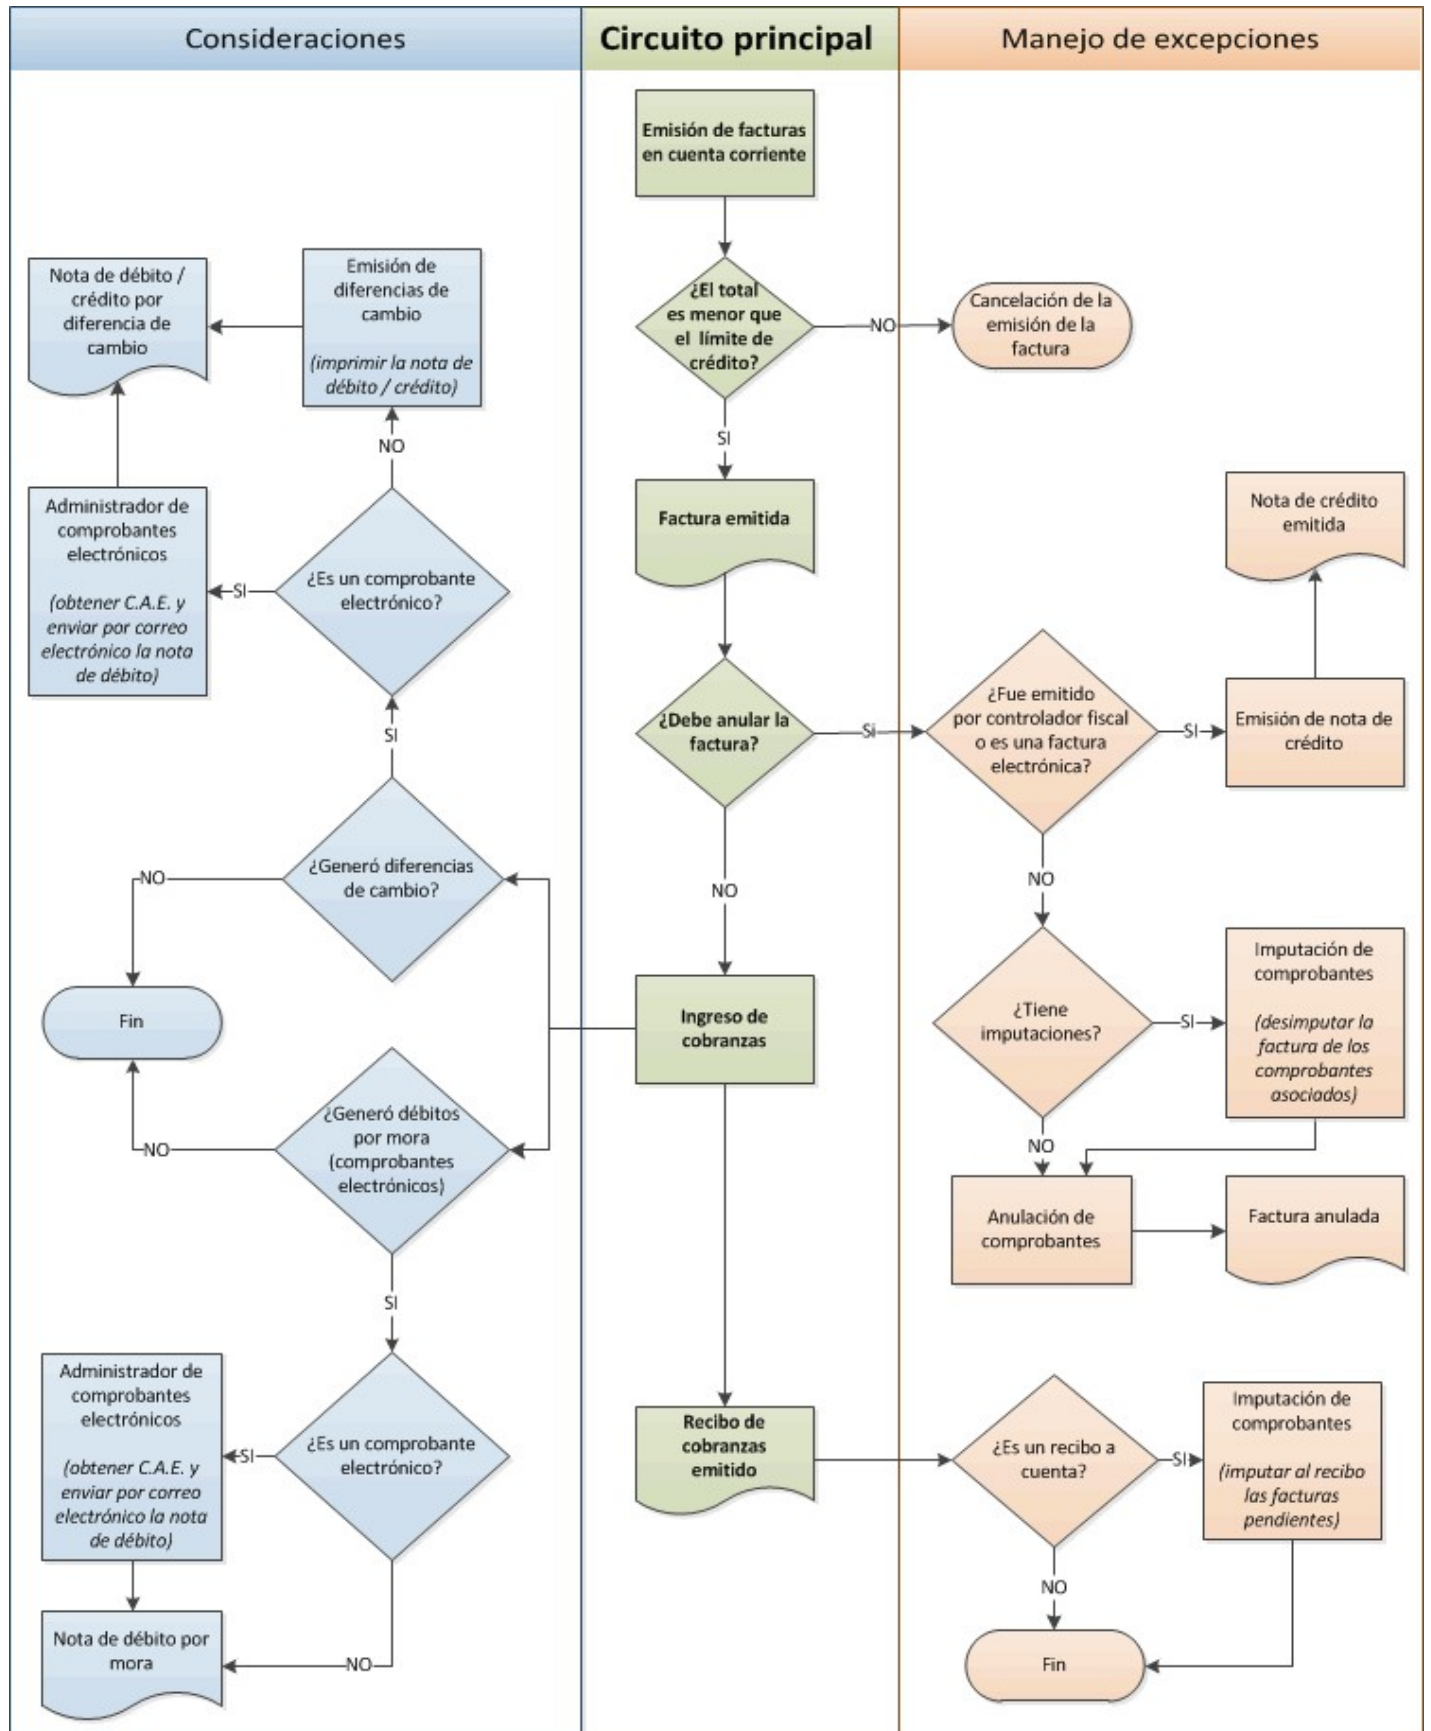 Consideraciones
Circuito principal
Manejo de excepciones
Emisión de facturas
en cuenta corriente
¿El total
es menor que
el límite de
crédito?
NO
Cancelación de la
emisión de la
factura
SI
Factura emitida
¿Debe anular la
factura?
Si
NO
Ingreso de
cobranzas
Recibo de
cobranzas
emitido
Nota de débito /
crédito por
diferencia de
cambio
Emisión de
diferencias de
cambio
(imprimir la nota de
débito / crédito)
NO
Administrador de
comprobantes
electrónicos
(obtener C.A.E. y
enviar por correo
electrónico la nota
de débito)
SI
¿Es un comprobante
electrónico?
SI
¿Generó diferencias
de cambio?
NO
Fin
¿Generó débitos
por mora
(comprobantes
electrónicos)
NO
SI
Administrador de
comprobantes
electrónicos
(obtener C.A.E. y
enviar por correo
electrónico la nota
de débito)
SI
¿Es un comprobante
electrónico?
Nota de débito por
mora
NO
Nota de crédito
emitida
¿Fue emitido
por controlador fiscal
o es una factura
electrónica?
SI
Emisión de nota de
crédito
NO
¿Tiene
imputaciones?
SI
Imputación de
comprobantes
(desimputar la
factura de los
comprobantes
asociados)
NO
Anulación de
comprobantes
Factura anulada
¿Es un recibo a
cuenta?
SI
Imputación de
comprobantes
(imputar al recibo
las facturas
pendientes)
NO
Fin